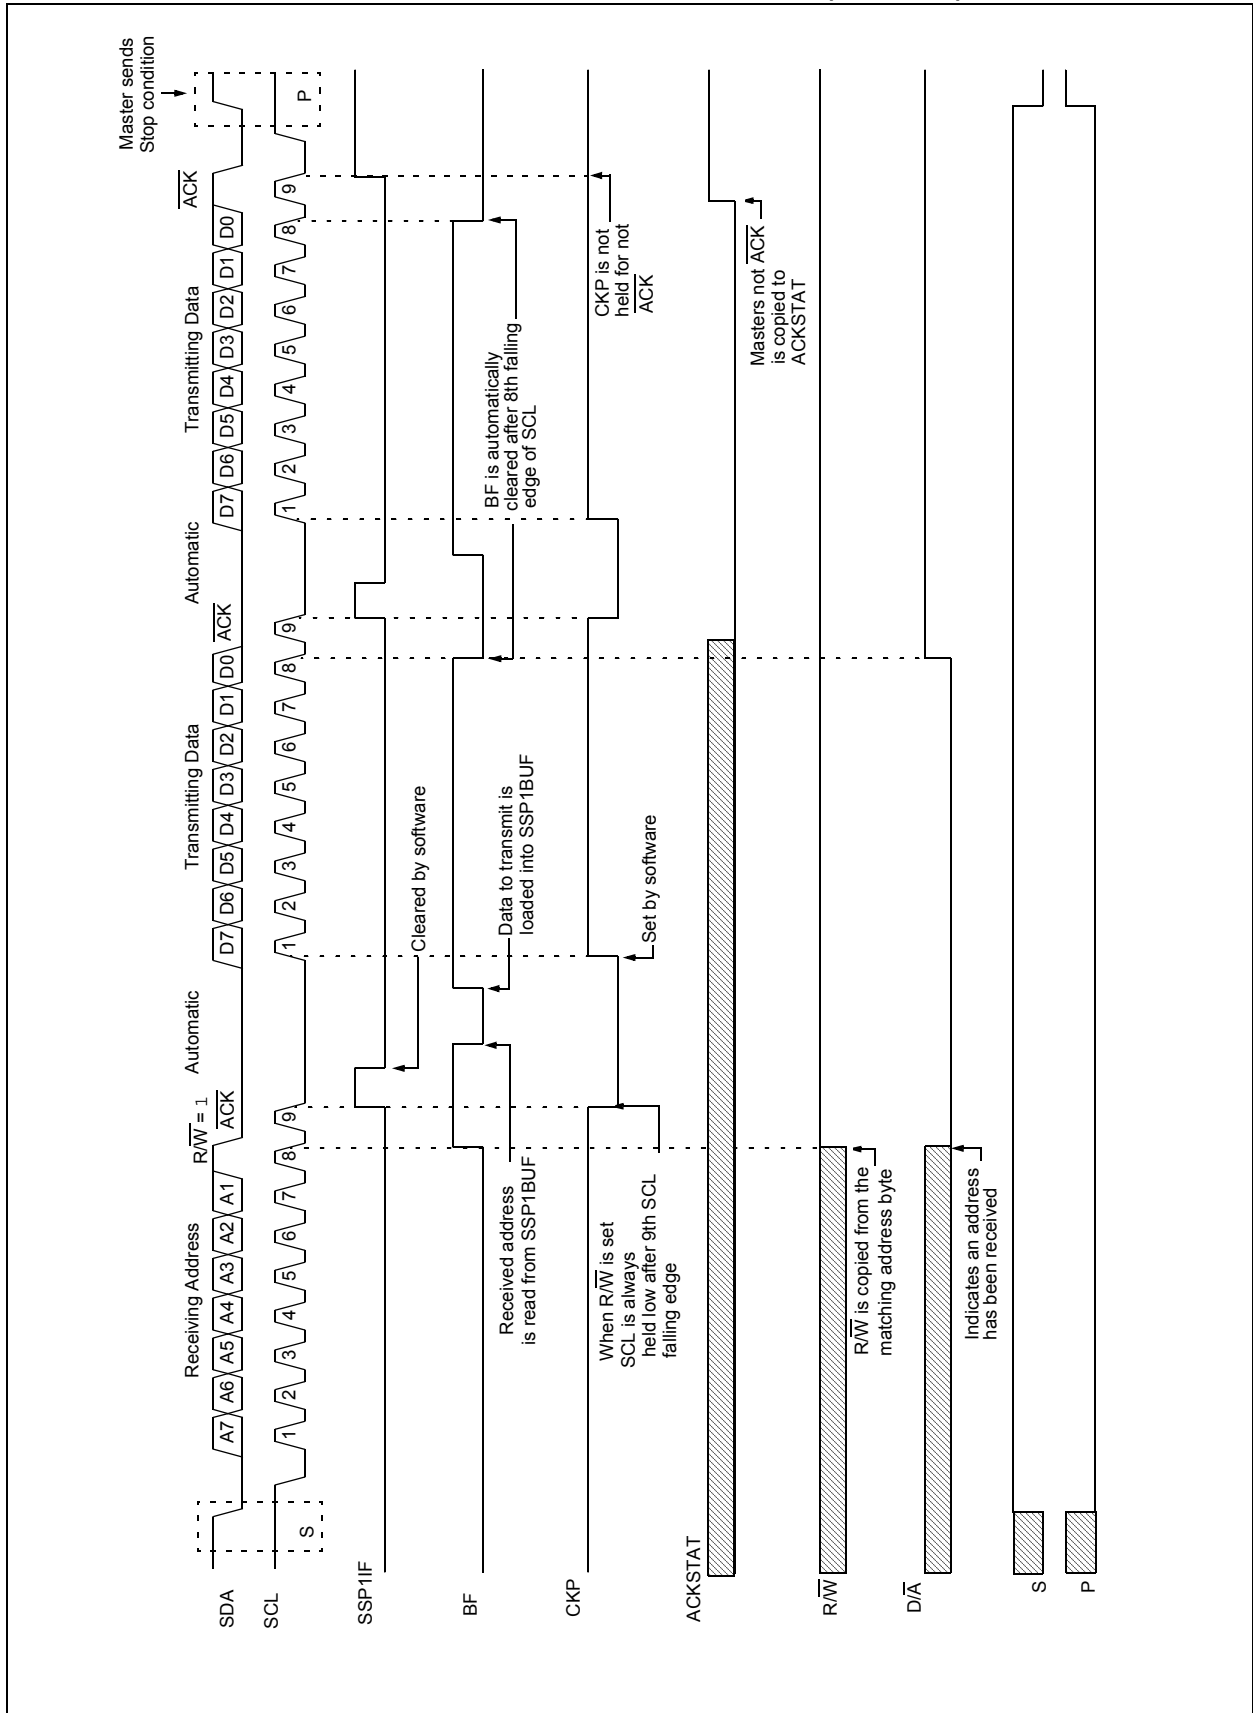 Master sends
Stop condition
Receiving Address
R/W = 1
ACK
Automatic
Transmitting Data
ACK
Automatic
Transmitting Data
ACK
SDA
A7 A6 A5 A4 A3 A2 A1
D7 D6 D5 D4 D3 D2 D1 D0
D7 D6 D5 D4 D3 D2 D1 D0
SCL
S
1 2 3 4 5 6 7 8 9
1 2 3 4 5 6 7 8 9
1 2 3 4 5 6 7 8 9
P
SSP1IF
Cleared by software
BF
Received address
is read from SSP1BUF
Data to transmit is
loaded into SSP1BUF
BF is automatically
cleared after 8th falling
edge of SCL
CKP
When R/W is set
SCL is always
held low after 9th SCL
falling edge
Set by software
CKP is not
held for not
ACK
ACKSTAT
Masters not ACK
is copied to
ACKSTAT
R/W
R/W is copied from the
matching address byte
D/A
Indicates an address
has been received
S
P